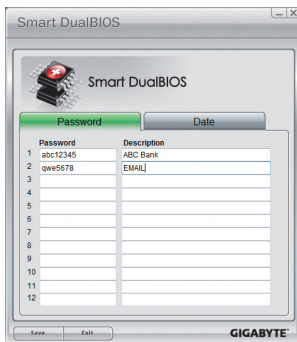 Smart DualBIOS
Smart DualBIOS
Password Date
Password Description
1 abc12345 ABC Bank
2 qwe5678 EMAIL
3
4
5
6
7
8
9
10
11
12
Save Exit GIGABYTE™